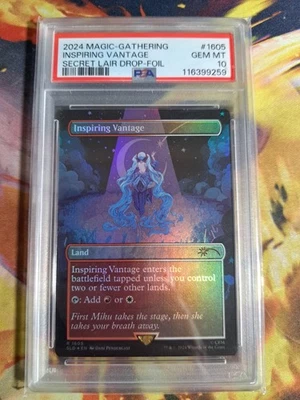 2024 MAGIC-GATHERING #1605
INSPIRING VANTAGE GEM MT
SECRET LAIR DROP-FOIL 10
PSA 116399259
Inspiring Vantage
Land
Inspiring Vantage enters the
battlefield tapped unless you control
two or fewer other lands.
: Add or .
First Miku takes the stage, then she
takes your breath away.